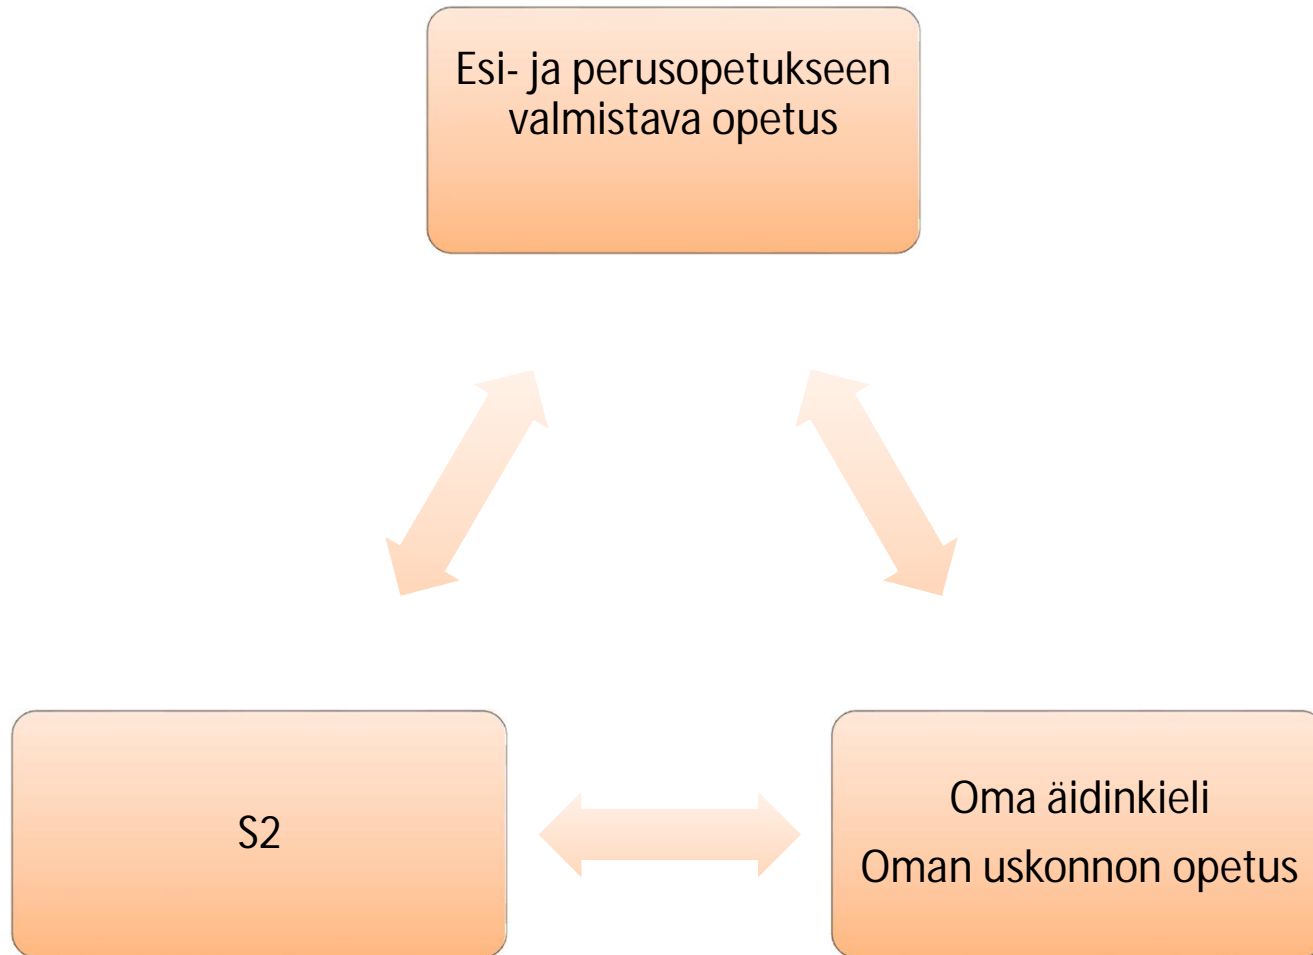 Esi- ja perusopetukseen
valmistava opetus
S2
Oma äidinkieli
Oman uskonnon opetus